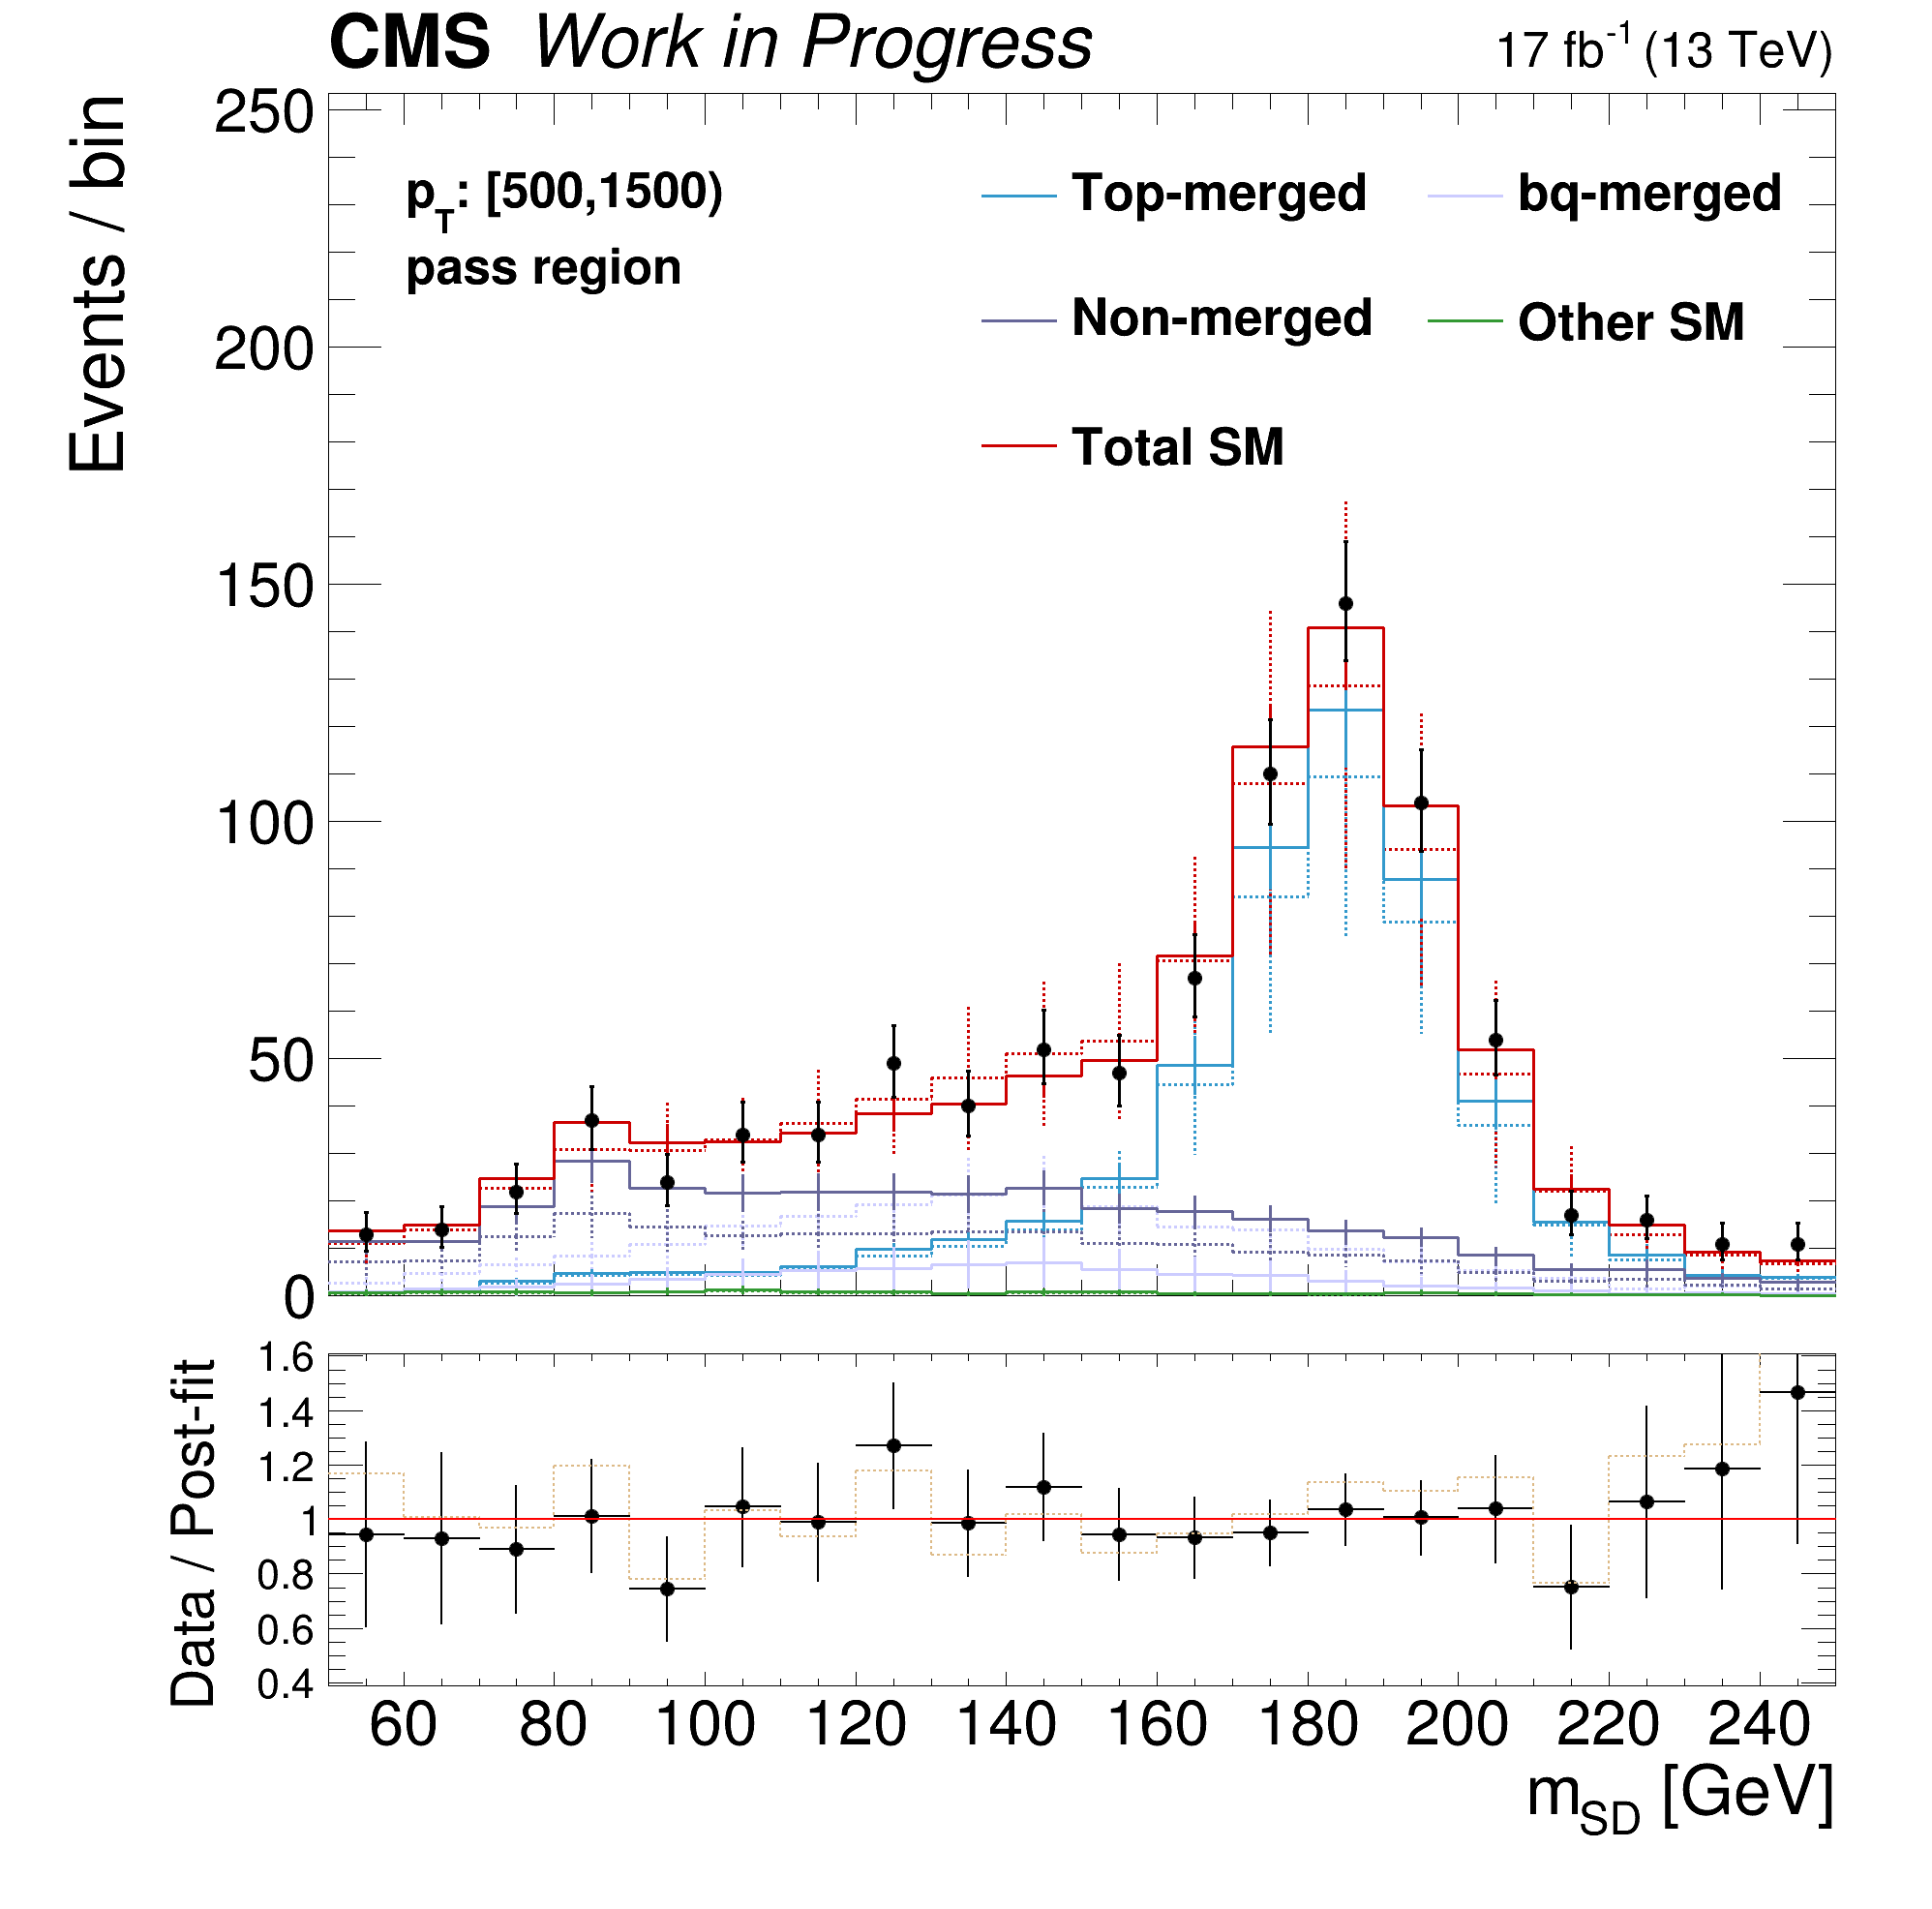 CMS Work in Progress 17 fb-1 (13 TeV)
Events / bin
250
200
150
100
50
0
pT: [500,1500)
pass region
Top-merged
bq-merged
Non-merged
Other SM
Total SM
Data / Post-fit
1.6
1.4
1.2
1
0.8
0.6
0.4
60 80 100 120 140 160 180 200 220 240
mSD [GeV]